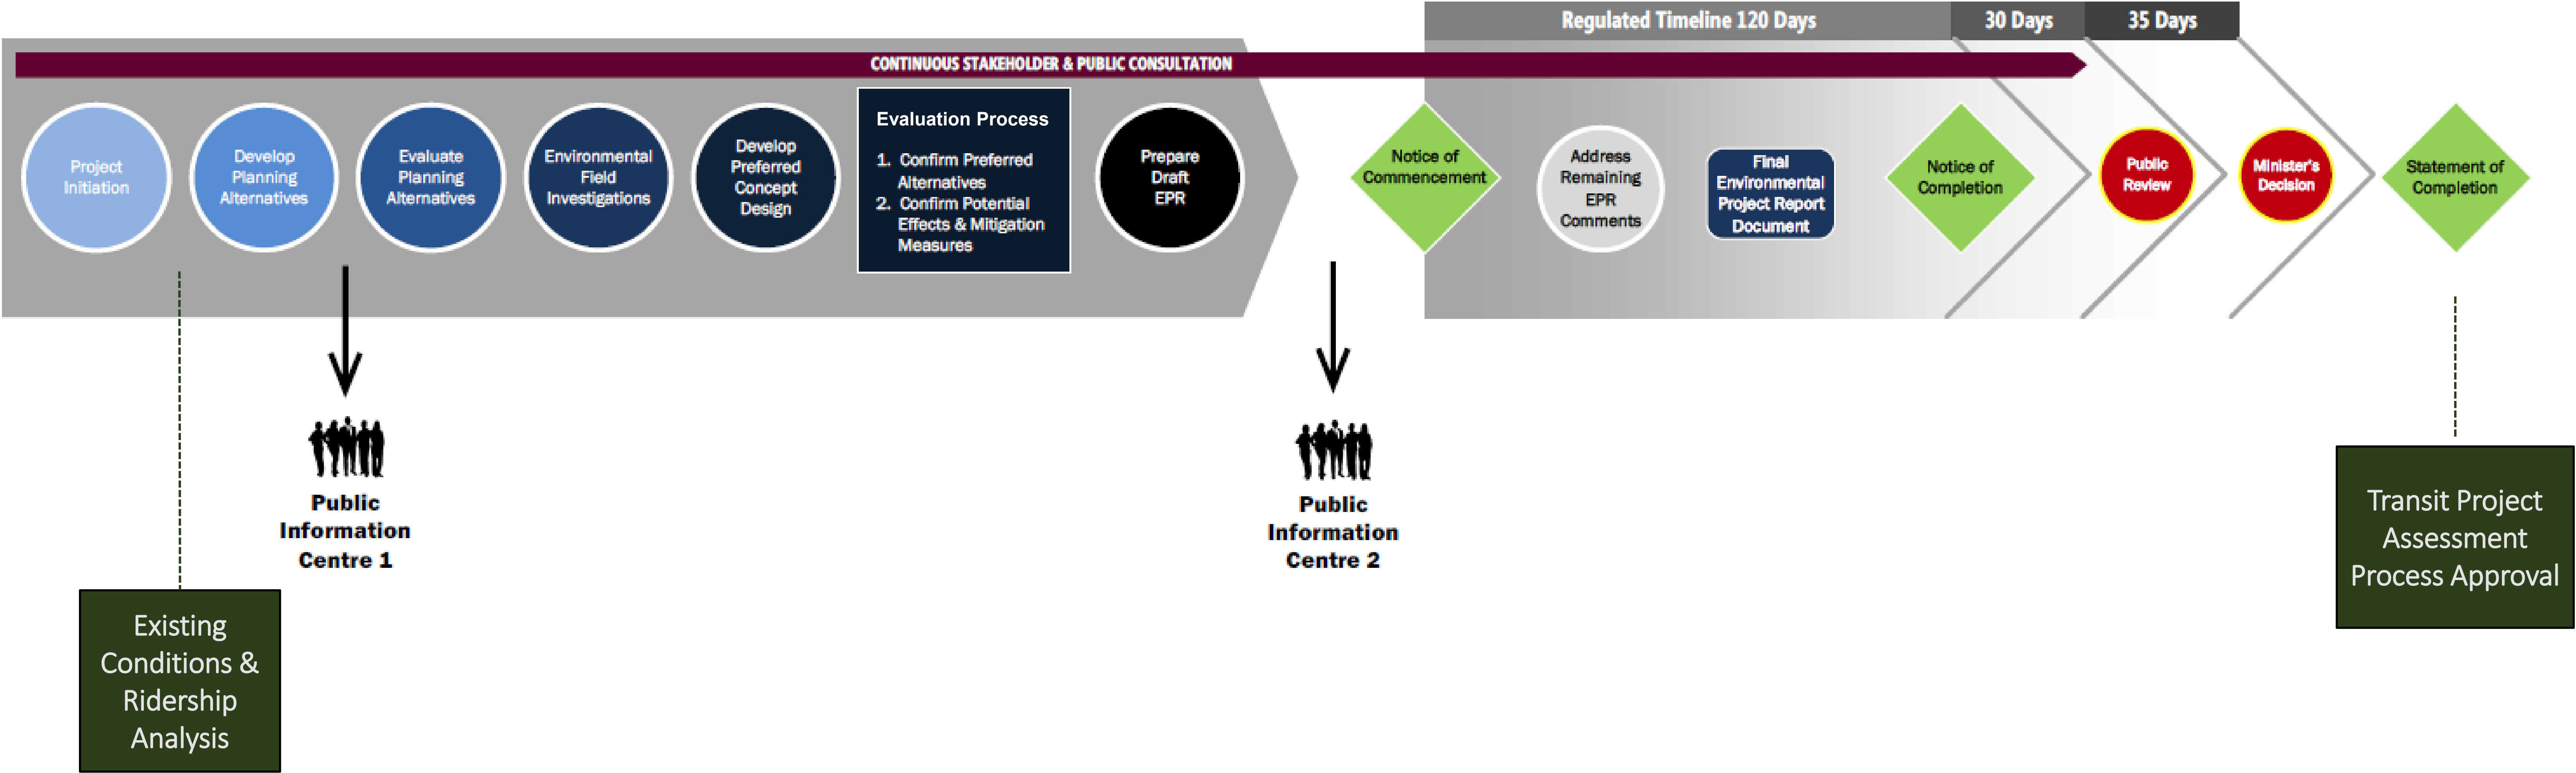 Regulated Timeline 120 Days
30 Days
35 Days
CONTINUOUS STAKEHOLDER & PUBLIC CONSULTATION
Project
Initiation
Develop
Planning
Alternatives
Evaluate
Planning
Alternatives
Environmental
Field
Investigations
Develop
Preferred
Concept
Design
Evaluation Process
1. Confirm Preferred
Alternatives
2. Confirm Potential
Effects & Mitigation
Measures
Prepare
Draft
EPR
Notice of
Commencement
Address
Remaining
EPR
Comments
Final
Environmental
Project Report
Document
Notice of
Completion
Public
Review
Minister's
Decision
Statement of
Completion
Public
Information
Centre 1
Public
Information
Centre 2
Existing
Conditions &
Ridership
Analysis
Transit Project
Assessment
Process Approval